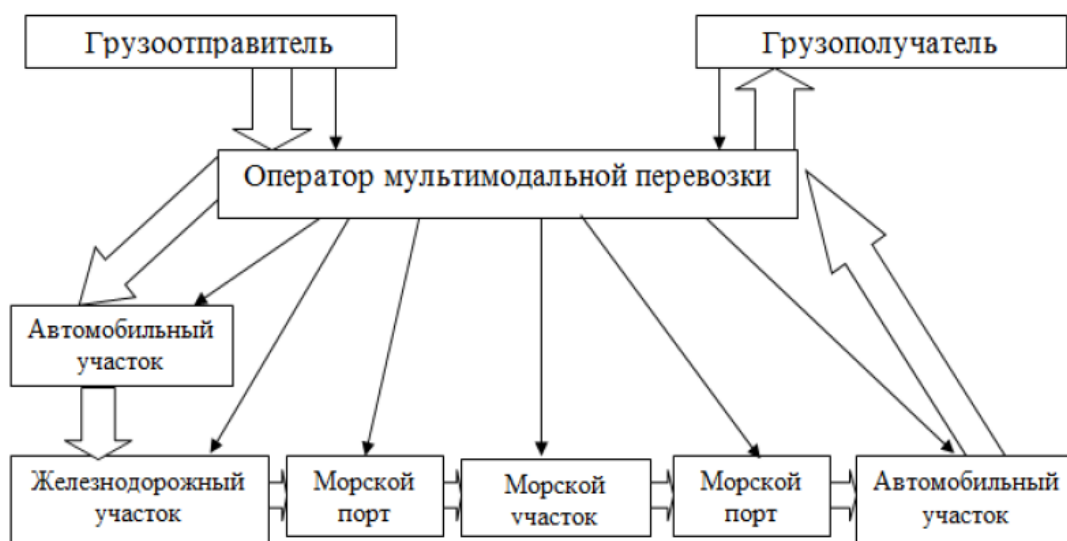 Грузоотправитель
Грузополучатель
Оператор мультимодальной перевозки
Автомобильный
участок
Железнодорожный
участок
Морской
порт
Морской
участок
Морской
порт
Автомобильный
участок